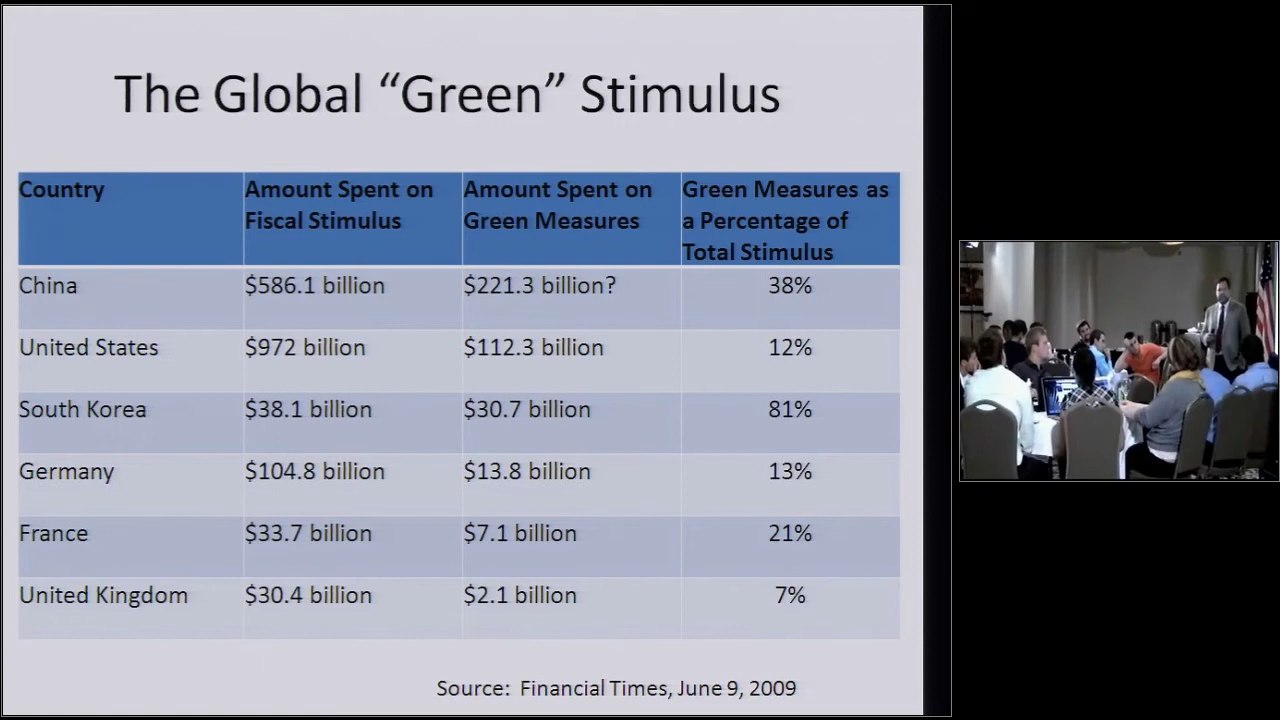 The Global “Green” Stimulus
Country
Amount Spent on
Fiscal Stimulus
Amount Spent on
Green Measures
Green Measures as
a Percentage of
Total Stimulus
China $586.1 billion $221.3 billion? 38%
United States $972 billion $112.3 billion 12%
South Korea $38.1 billion $30.7 billion 81%
Germany $104.8 billion $13.8 billion 13%
France $33.7 billion $7.1 billion 21%
United Kingdom $30.4 billion $2.1 billion 7%
Source: Financial Times, June 9, 2009